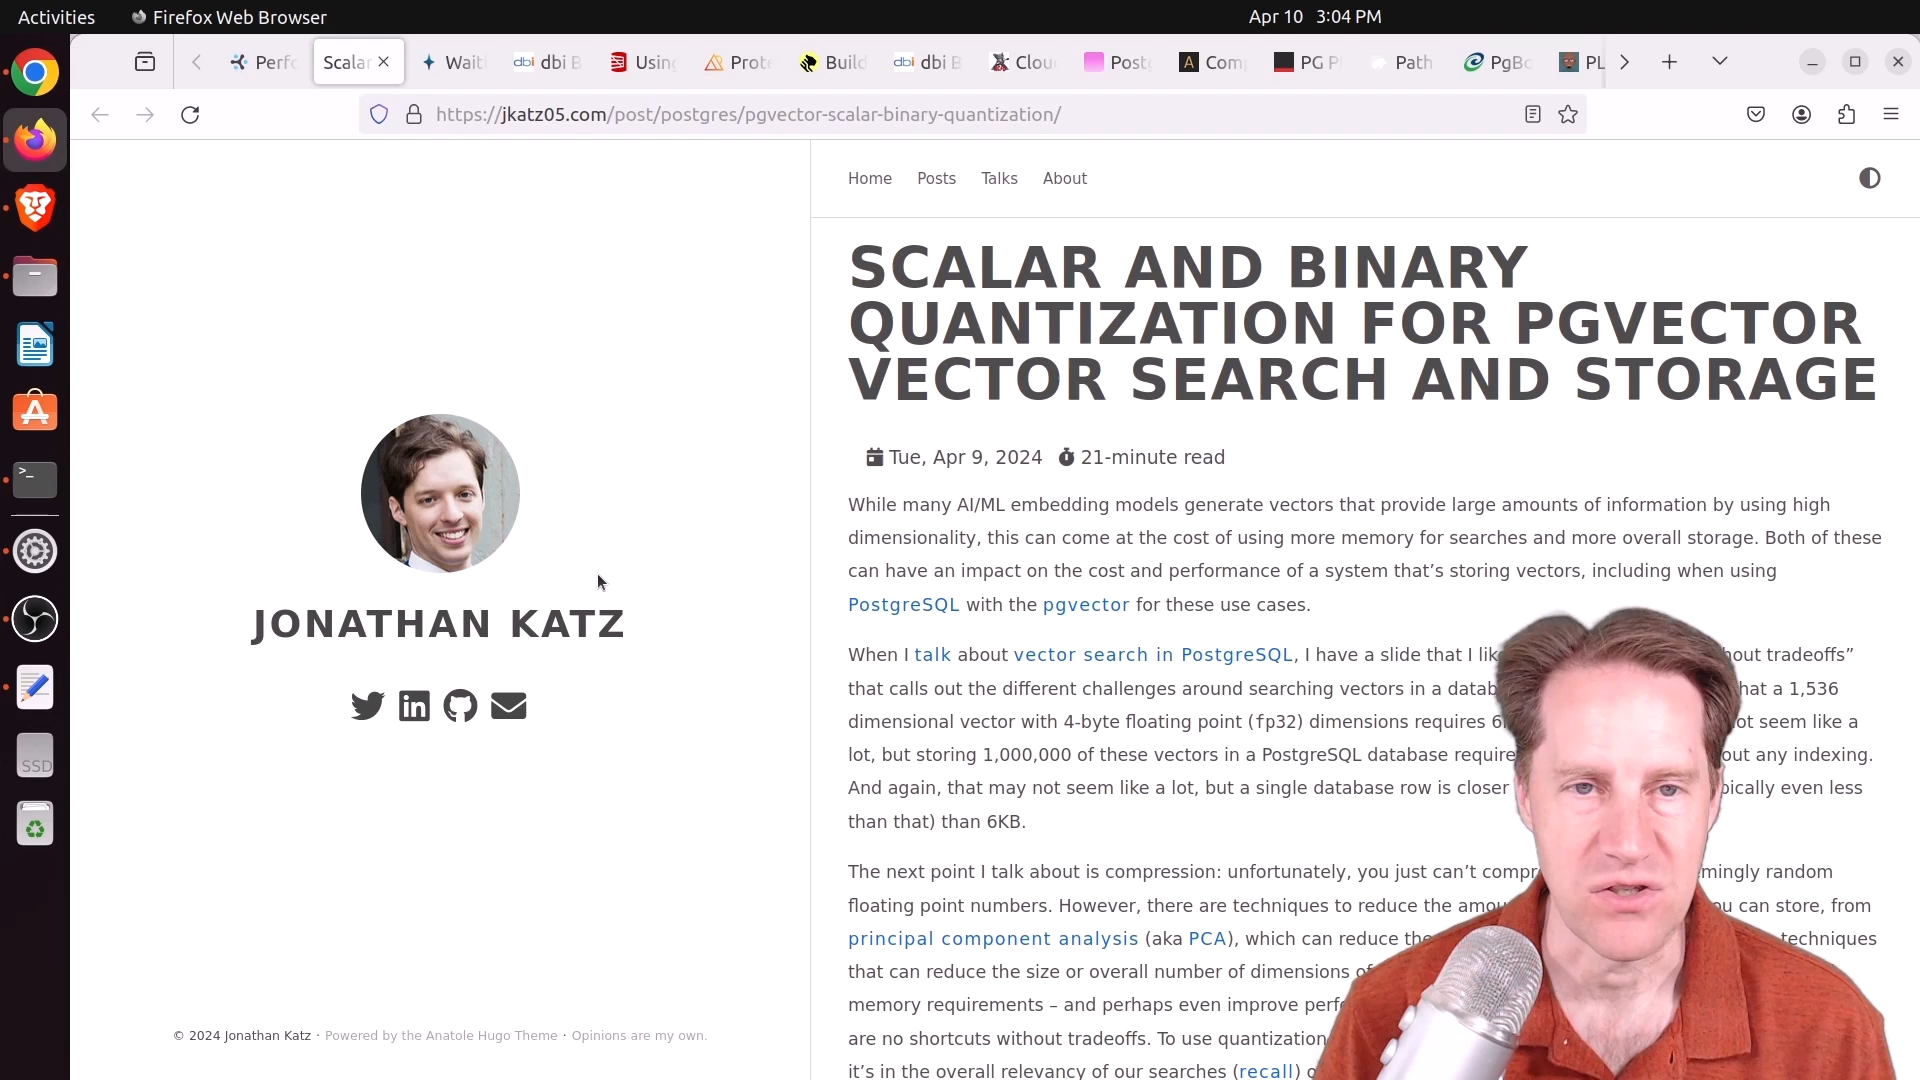 Activities Firefox Web Browser Apr 10 3:04 PM
Perfo Scalar Waiti dbi B Using Prote Build dbi B Clou Postg Com PG P Path PgBo PL
https://jkatz05.com/post/postgres/pgvector-scalar-binary-quantization/
Home Posts Talks About
SCALAR AND BINARY
QUANTIZATION FOR PGVECTOR
VECTOR SEARCH AND STORAGE
Tue, Apr 9, 2024 21-minute read
While many AI/ML embedding models generate vectors that provide large amounts of information by using high
dimensionality, this can come at the cost of using more memory for searches and more overall storage. Both of these
can have an impact on the cost and performance of a system that’s storing vectors, including when using
PostgreSQL with the pgvector for these use cases.
When I talk about vector search in PostgreSQL, I have a slide that I lik hout tradeoffs”
that calls out the different challenges around searching vectors in a datab hat a 1,536
dimensional vector with 4-byte floating point (fp32) dimensions requires 6 ot seem like a
lot, but storing 1,000,000 of these vectors in a PostgreSQL database require out any indexing.
And again, that may not seem like a lot, but a single database row is closer pically even less
than that) than 6KB.
The next point I talk about is compression: unfortunately, you just can’t compr mingly random
floating point numbers. However, there are techniques to reduce the amou ou can store, from
principal component analysis (aka PCA), which can reduce the techniques
that can reduce the size or overall number of dimensions of
memory requirements – and perhaps even improve perf
are no shortcuts without tradeoffs. To use quantization
it’s in the overall relevancy of our searches (recall) o
JONATHAN KATZ
© 2024 Jonathan Katz · Powered by the Anatole Hugo Theme · Opinions are my own.
SSD